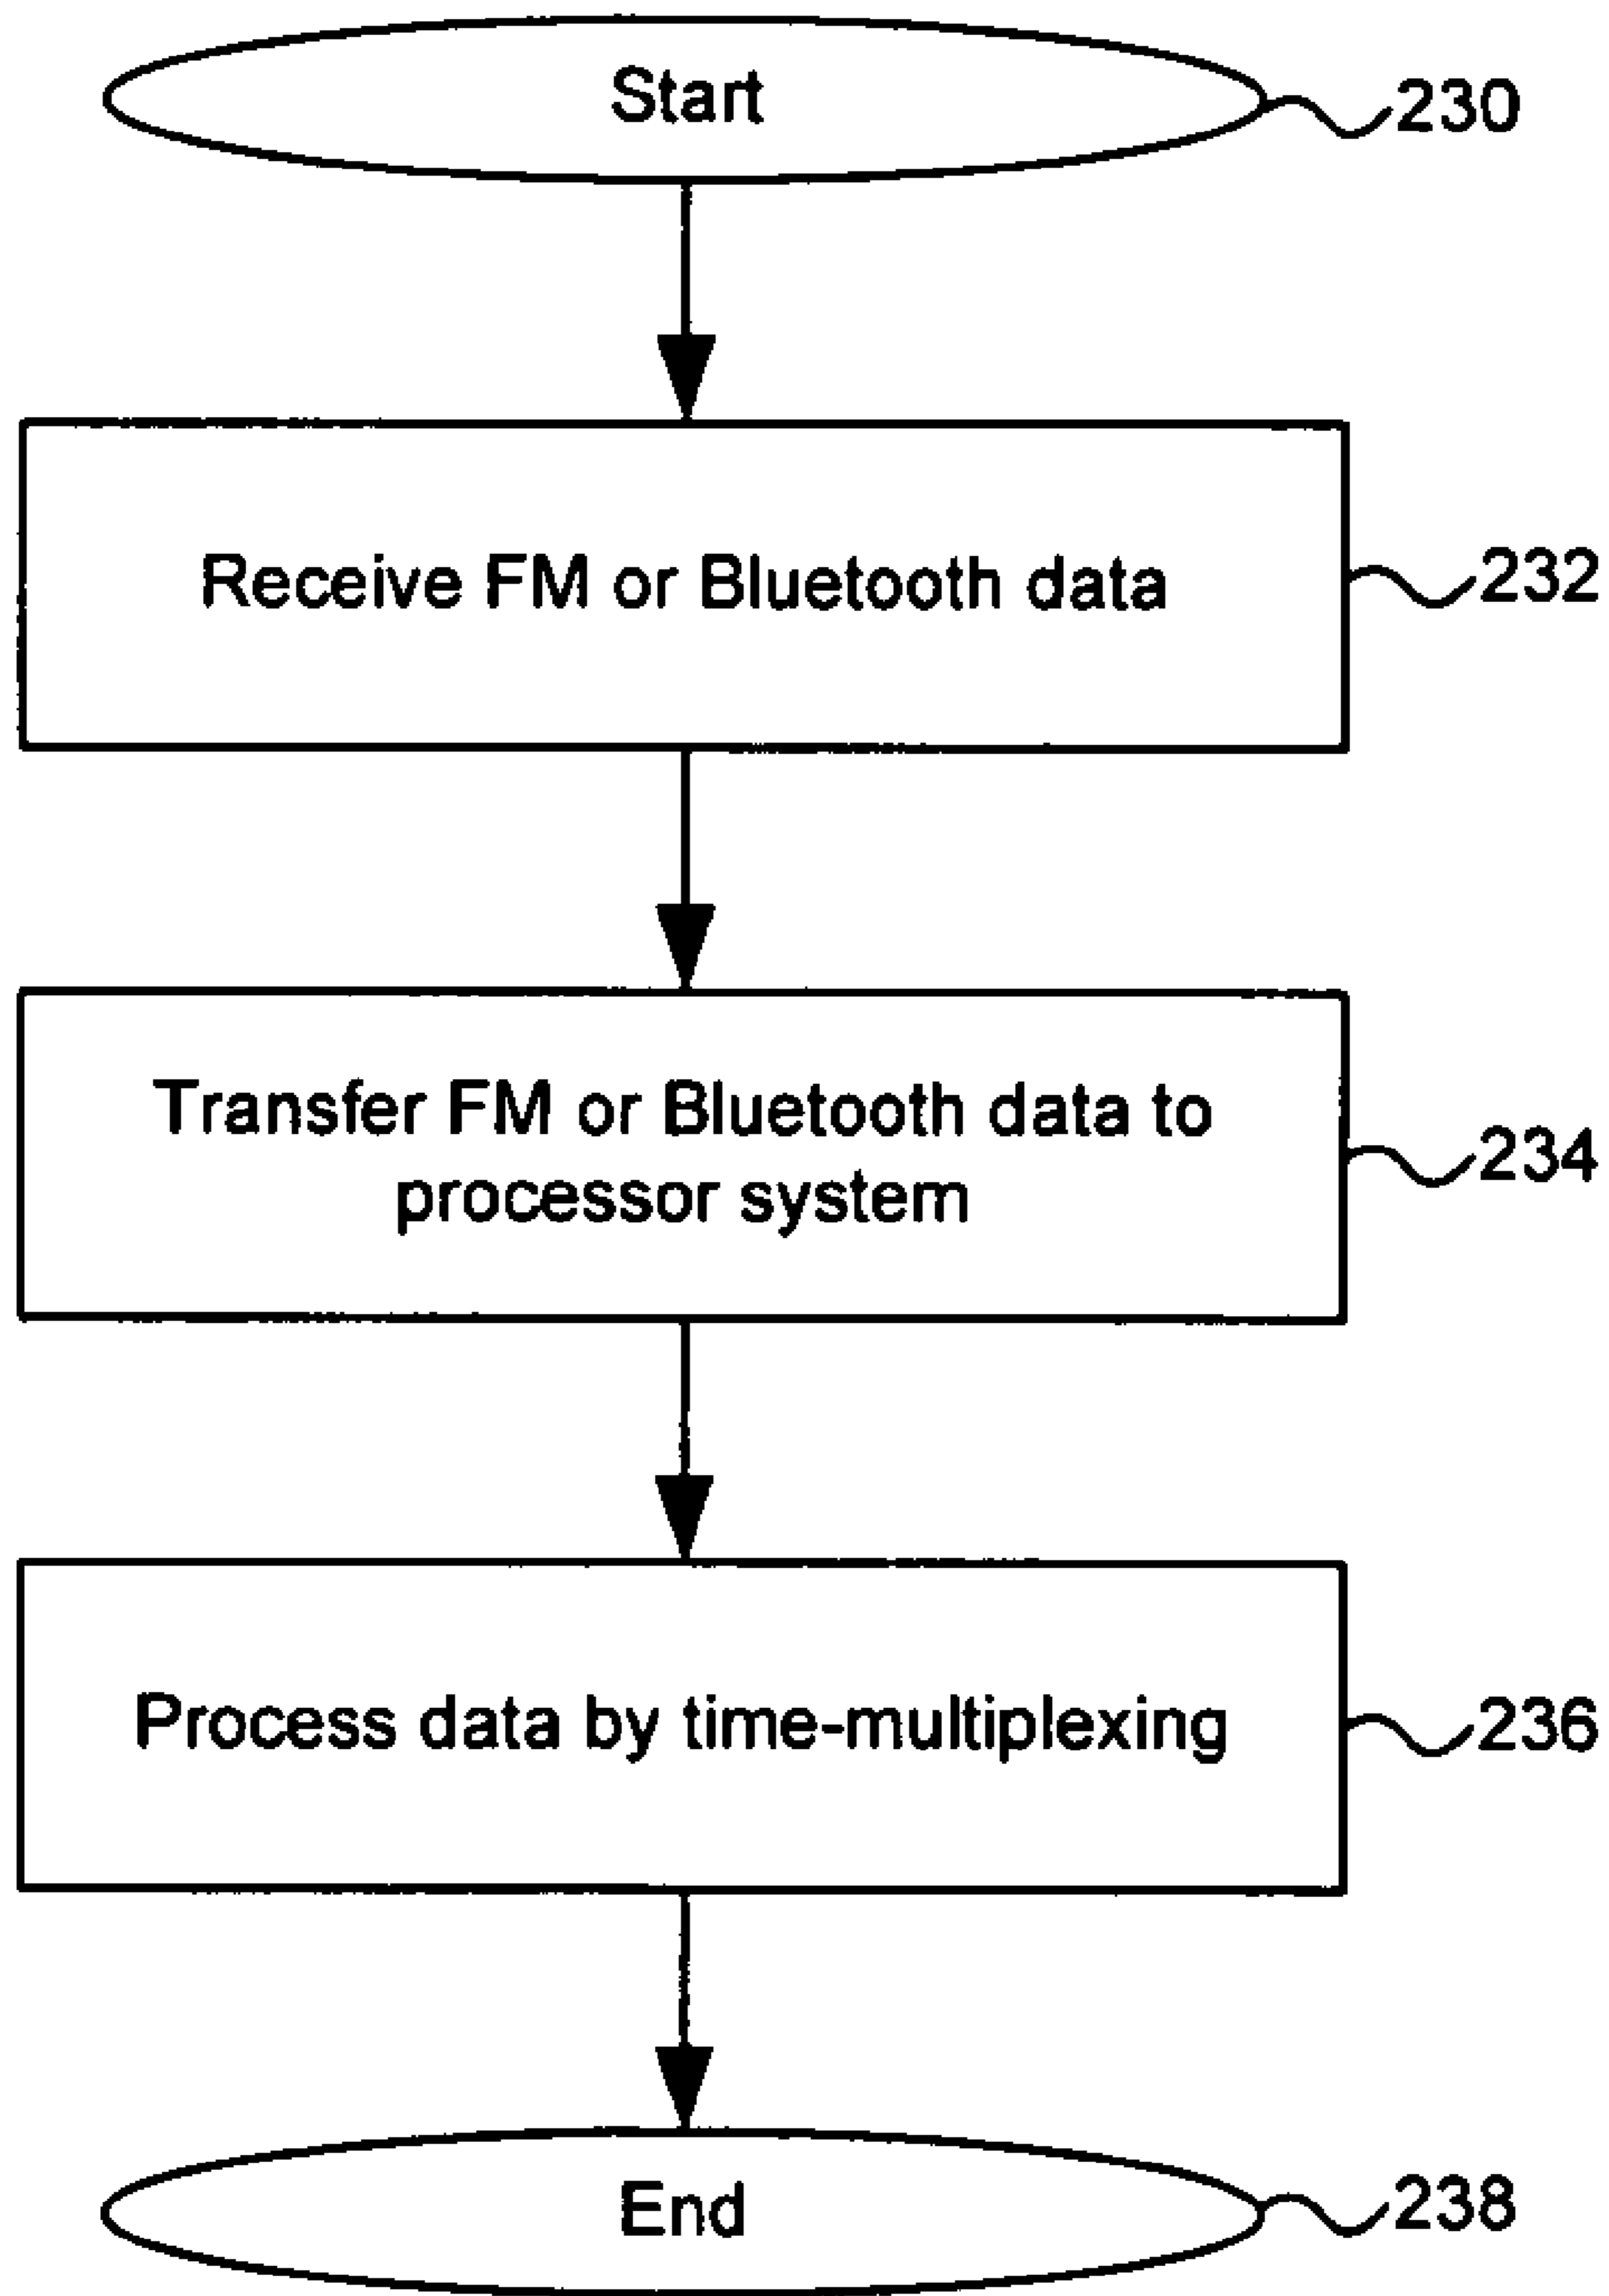 Start
230
Receive FM or Bluetooth data
232
Transfer FM or Bluetooth data to
processor system
234
Process data by time-multiplexing
236
End
238